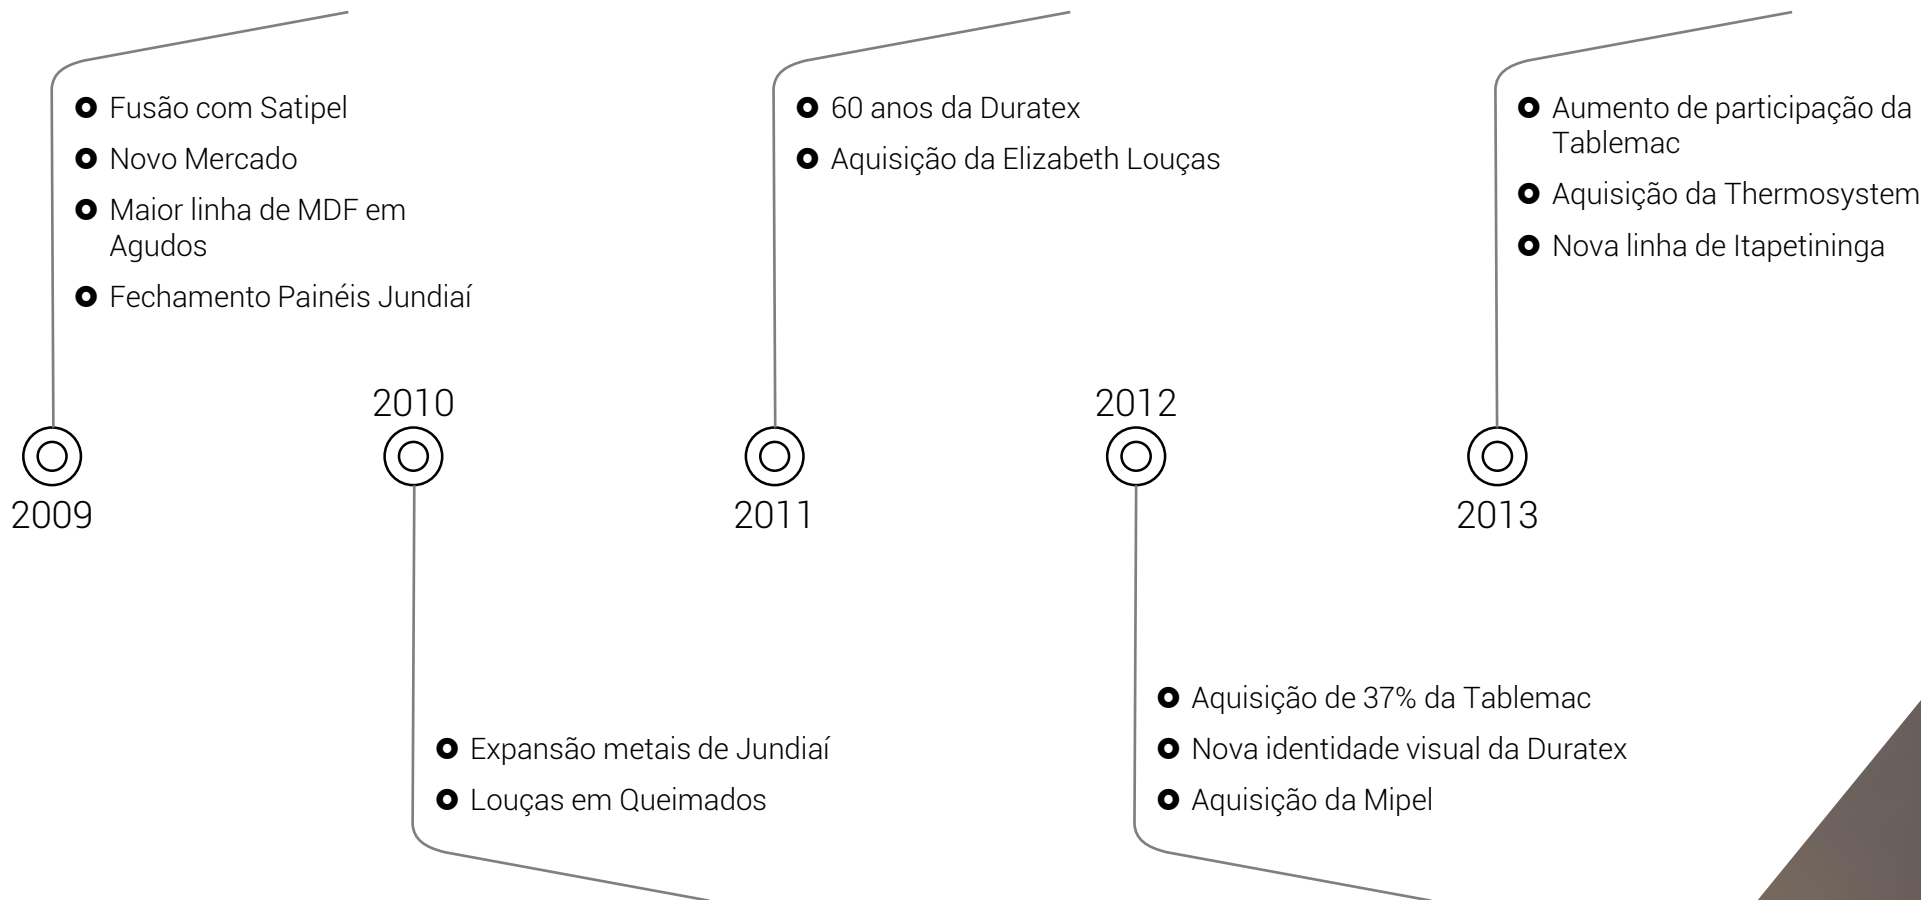 Fusão com Satipel
Novo Mercado
Maior linha de MDF em
Agudos
Fechamento Painéis Jundiaí
2009
2010
Expansão metais de Jundiaí
Louças em Queimados
60 anos da Duratex
Aquisição da Elizabeth Louças
2011
2012
Aquisição de 37% da Tablemac
Nova identidade visual da Duratex
Aquisição da Mipel
Aumento de participação da
Tablemac
Aquisição da Thermosystem
Nova linha de Itapetininga
2013